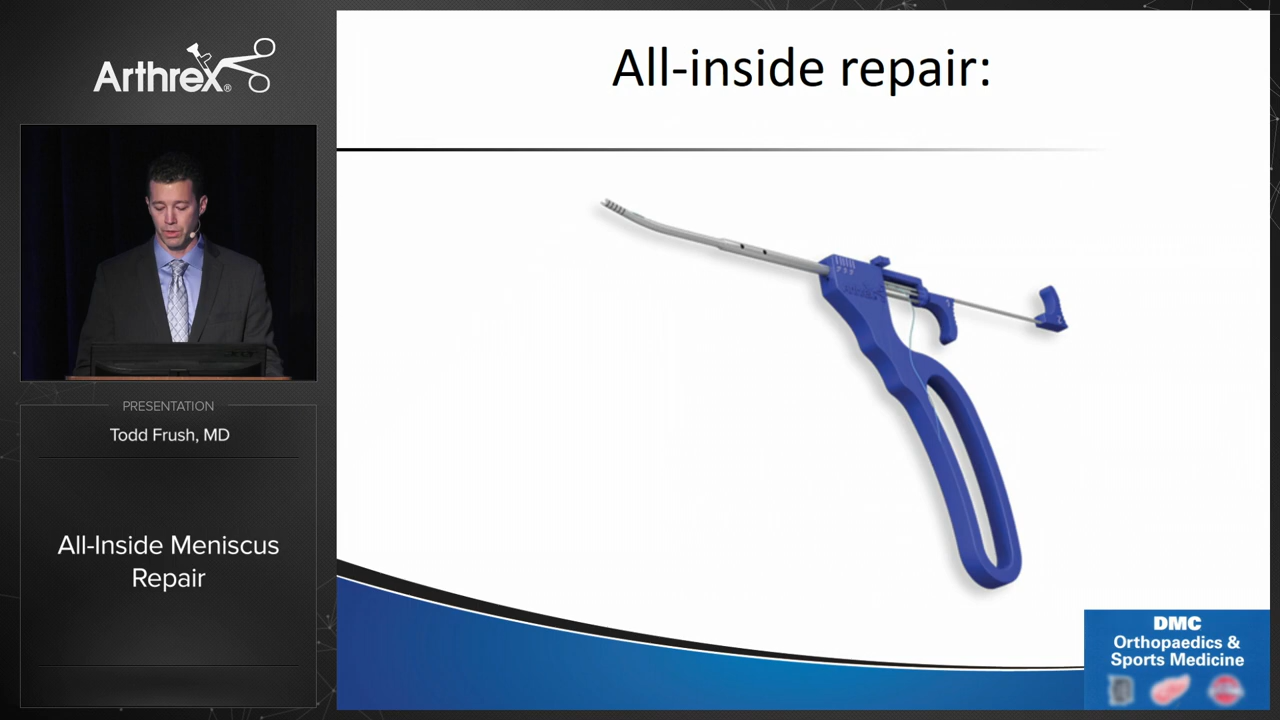 Arthrex®
PRESENTATION
Todd Frush, MD
All-Inside Meniscus
Repair
All-inside repair:
DMC
Orthopaedics &
Sports Medicine